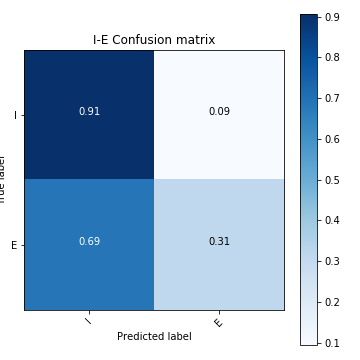 I-E Confusion matrix
I
0.91
0.09
E
0.69
0.31
I
E
Predicted label
True label
0.9
0.8
0.7
0.6
0.5
0.4
0.3
0.2
0.1